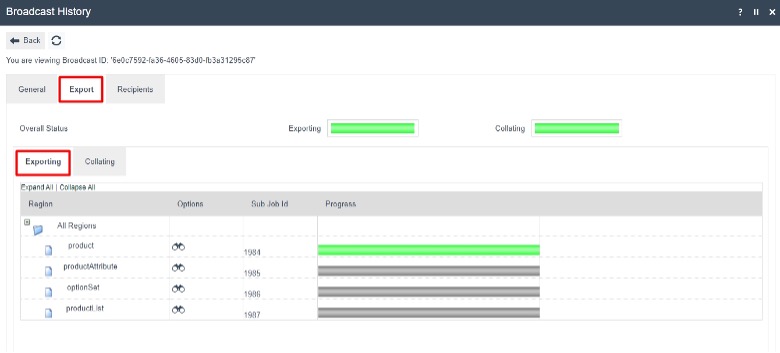 Broadcast History
? II ×
Back
You are viewing Broadcast ID: '6e0c7592-fa36-4605-83d0-fb3a31295c87'
General Export Recipients
Overall Status Exporting Collating
Exporting Collating
Expand All | Collapse All
Region Options Sub Job Id Progress
All Regions
product 1984
productAttribute 1985
optionSet 1986
productList 1987